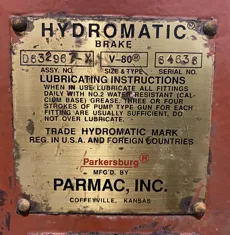 HYDROMATIC®
BRAKE
D632967-X V-80® 64636
ASSY. NO. SIZE & TYPE SERIAL NO.
LUBRICATING INSTRUCTIONS
WHEN IN USE LUBRICATE ALL FITTINGS
DAILY WITH NO.2 WATER RESISTANT (CAL-
CIUM BASE) GREASE. THREE OR FOUR
STROKES OF PUMP TYPE GUN FOR EACH
FITTING ARE USUALLY SUFFICIENT. DO
NOT OVER LUBRICATE.
TRADE HYDROMATIC MARK
REG. IN U.S.A. AND FOREIGN COUNTRIES
Parkersburg®
MFG'D. BY
PARMAC, INC.
COFFEYVILLE, KANSAS